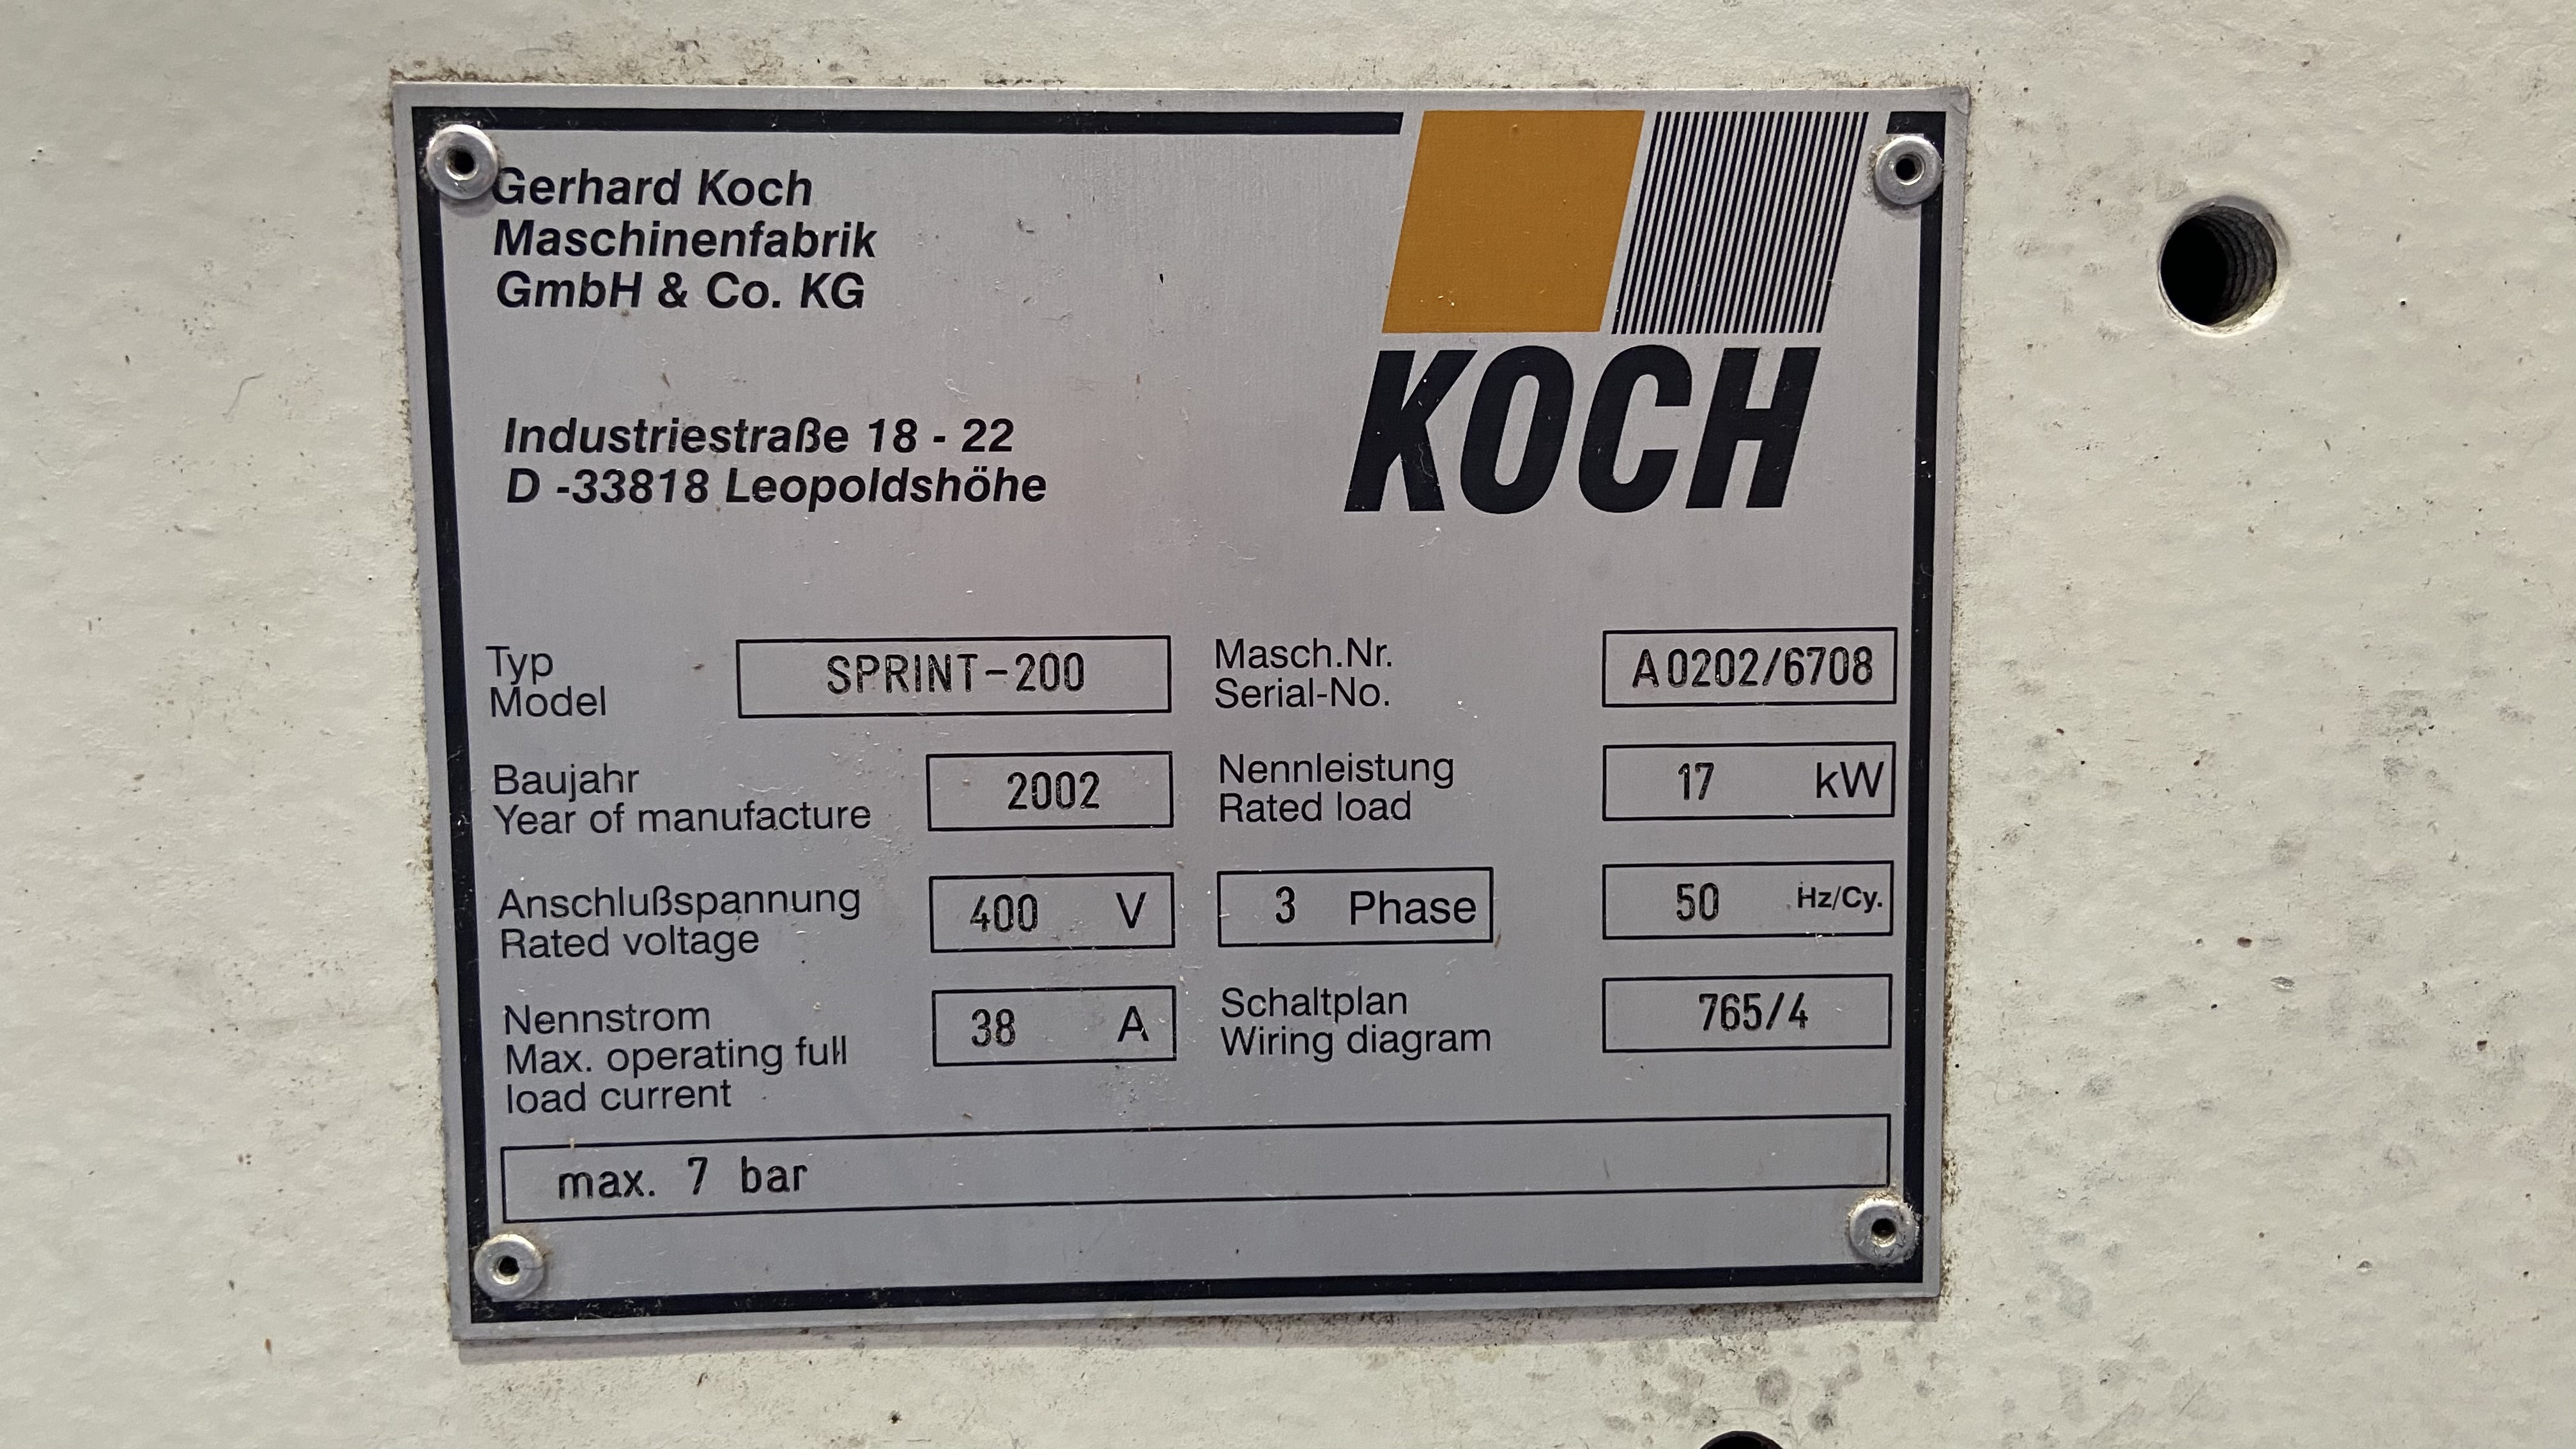 Gerhard Koch
Maschinenfabrik
GmbH & Co. KG
Industriestraße 18 - 22
D -33818 Leopoldshöhe
KOCH
Typ
Model
SPRINT-200
Masch.Nr.
Serial-No.
A0202/6708
Baujahr
Year of manufacture
2002
Nennleistung
Rated load
17 kW
Anschlußspannung
Rated voltage
400 V
3 Phase
50 Hz/Cy.
Nennstrom
Max. operating full
load current
38 A
Schaltplan
Wiring diagram
765/4
max. 7 bar